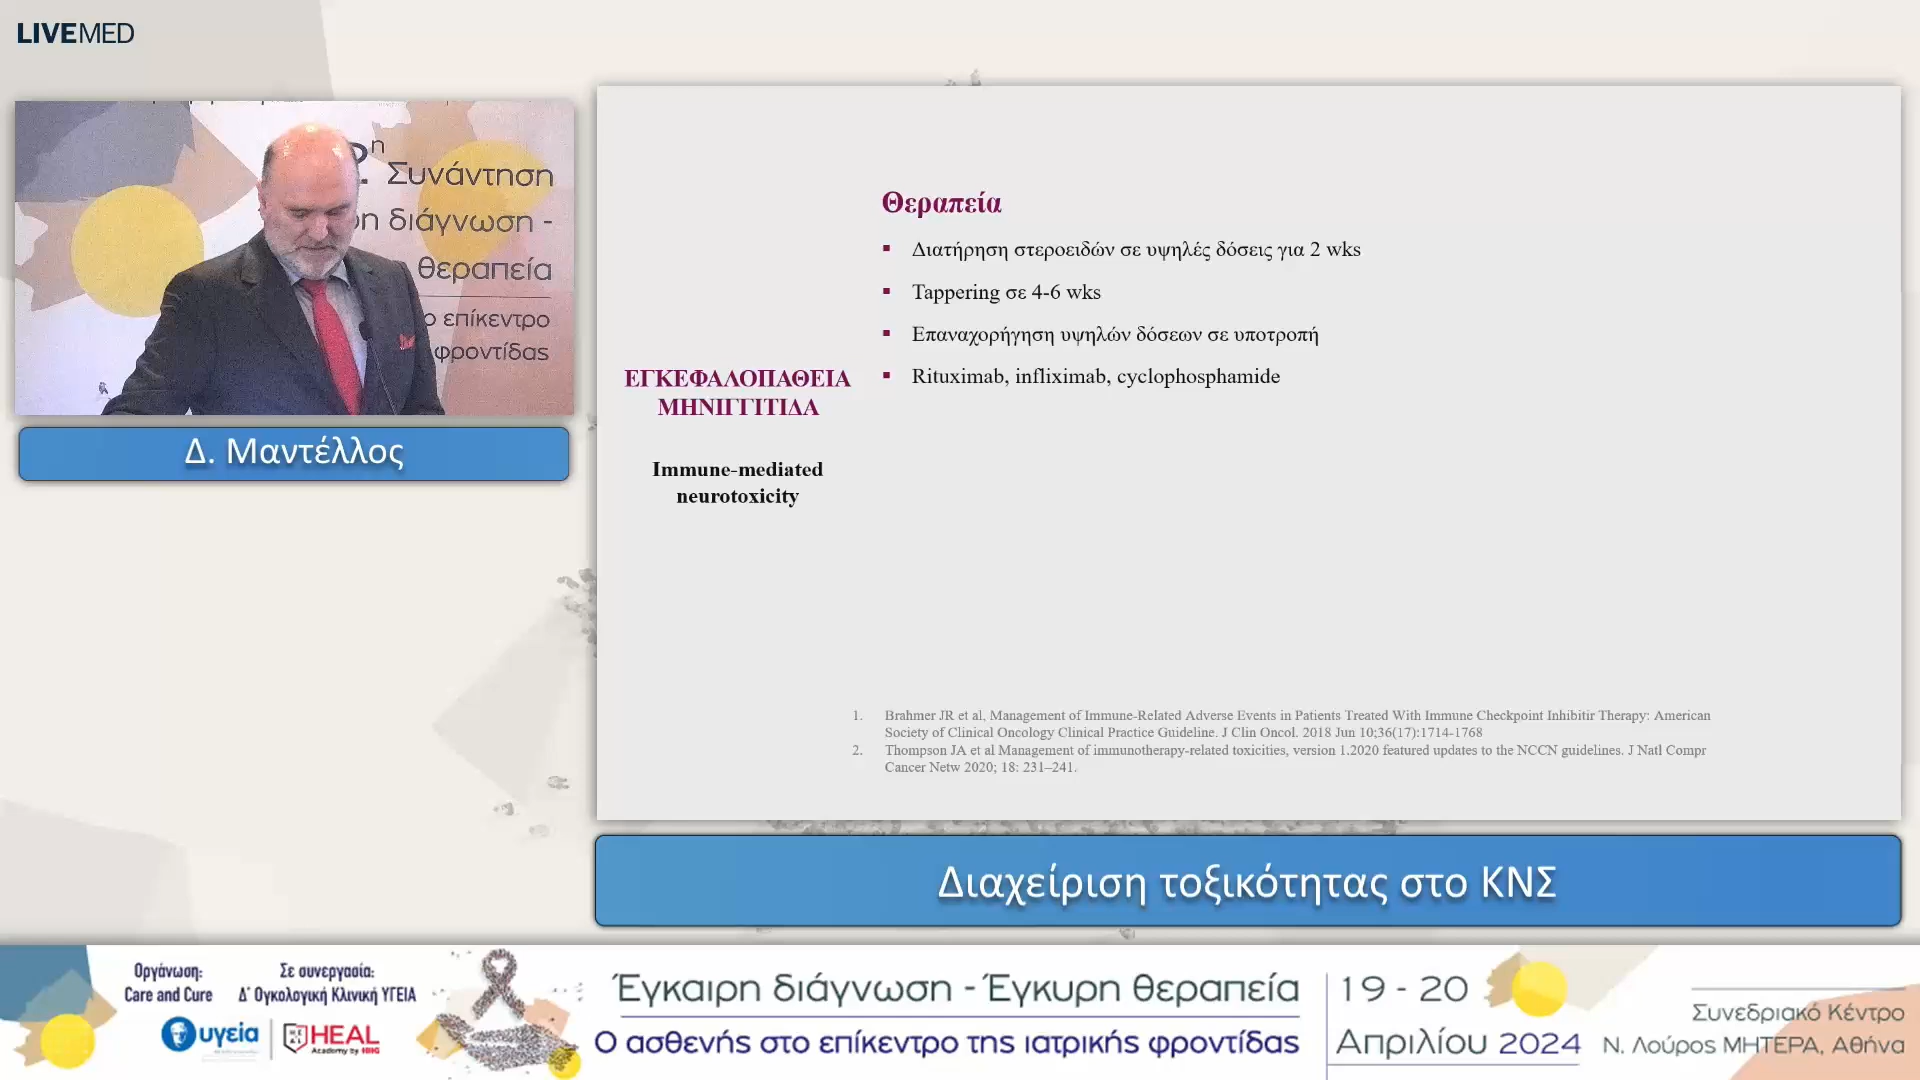 LIVEMED
η
Συνάντηση
η διάγνωση -
θεραπεία
ο επίκεντρο
φροντίδας
Δ. Μαντέλλος
ΕΓΚΕΦΑΛΟΠΑΘΕΙΑ
ΜΗΝΙΓΓΙΤΙΔΑ
Immune-mediated
neurotoxicity
Θεραπεία
▪ Διατήρηση στεροειδών σε υψηλές δόσεις για 2 wks
▪ Tappering σε 4-6 wks
▪ Επαναχορήγηση υψηλών δόσεων σε υποτροπή
▪ Rituximab, infliximab, cyclophosphamide
1. Brahmer JR et al, Management of Immune-Related Adverse Events in Patients Treated With Immune Checkpoint Inhibitir Therapy: American
Society of Clinical Oncology Clinical Practice Guideline. J Clin Oncol. 2018 Jun 10;36(17):1714-1768
2. Thompson JA et al Management of immunotherapy-related toxicities, version 1.2020 featured updates to the NCCN guidelines. J Natl Compr
Cancer Netw 2020; 18: 231–241.
Διαχείριση τοξικότητας στο ΚΝΣ
Οργάνωση:
Care and Cure
Σε συνεργασία:
Δ' Ογκολογική Κλινική ΥΓΕΙΑ
υγεία
HEAL
Academy by HHG
Έγκαιρη διάγνωση - Έγκυρη θεραπεία
Ο ασθενής στο επίκεντρο της ιατρικής φροντίδας
19 - 20
Απριλίου 2024
Συνεδριακό Κέντρο
Ν. Λούρος ΜΗΤΕΡΑ, Αθήνα